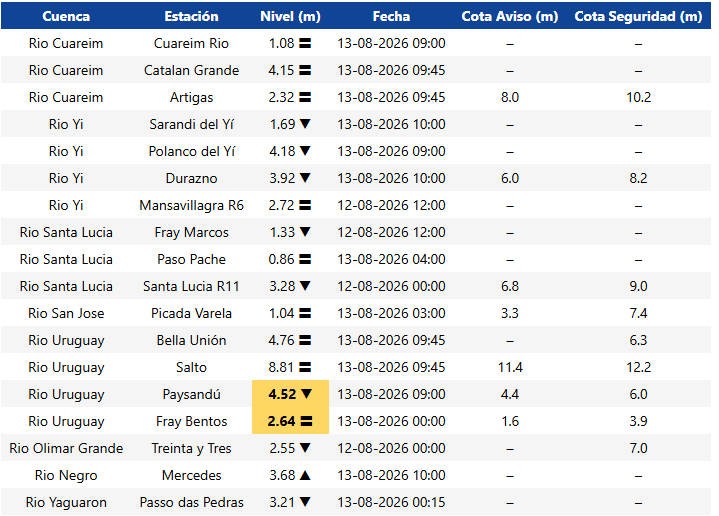 Cuenca Estación Nivel (m) Fecha Cota Aviso (m) Cota Seguridad (m)
Rio Cuareim Cuareim Rio 1.08 〓 13-08-2026 09:00 – –
Rio Cuareim Catalan Grande 4.15 〓 13-08-2026 09:45 – –
Rio Cuareim Artigas 2.32 〓 13-08-2026 09:45 8.0 10.2
Rio Yi Sarandi del Yí 1.69 ▼ 13-08-2026 10:00 – –
Rio Yi Polanco del Yí 4.18 ▼ 13-08-2026 09:00 – –
Rio Yi Durazno 3.92 ▼ 13-08-2026 10:00 6.0 8.2
Rio Yi Mansavillagra R6 2.72 〓 12-08-2026 12:00 – –
Rio Santa Lucia Fray Marcos 1.33 ▼ 12-08-2026 12:00 – –
Rio Santa Lucia Paso Pache 0.86 〓 13-08-2026 04:00 – –
Rio Santa Lucia Santa Lucia R11 3.28 ▼ 12-08-2026 00:00 6.8 9.0
Rio San Jose Picada Varela 1.04 〓 13-08-2026 03:00 3.3 7.4
Rio Uruguay Bella Unión 4.76 〓 13-08-2026 09:45 – 6.3
Rio Uruguay Salto 8.81 〓 13-08-2026 09:45 11.4 12.2
Rio Uruguay Paysandú 4.52 ▼ 13-08-2026 09:00 4.4 6.0
Rio Uruguay Fray Bentos 2.64 〓 13-08-2026 00:00 1.6 3.9
Rio Olimar Grande Treinta y Tres 2.55 ▼ 12-08-2026 00:00 – 7.0
Rio Negro Mercedes 3.68 ▲ 13-08-2026 10:00 – –
Rio Yaguaron Passo das Pedras 3.21 ▼ 13-08-2026 00:15 – –